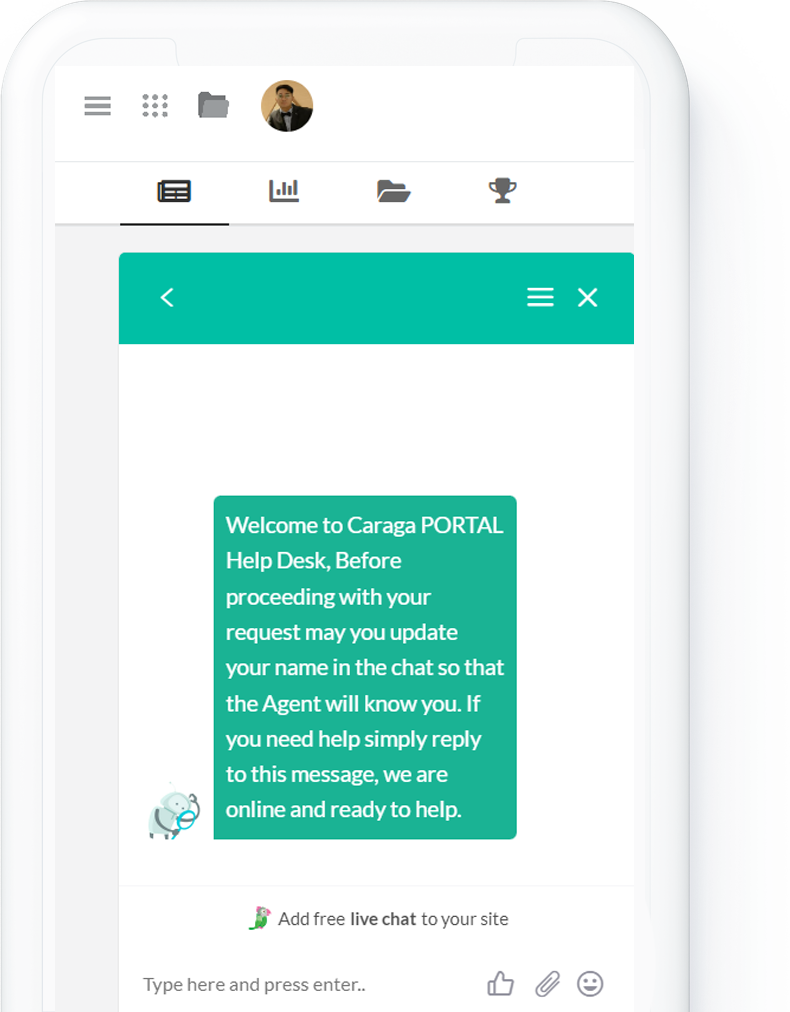 Welcome to Caraga PORTAL
Help Desk, Before
proceeding with your
request may you update
your name in the chat so that
the Agent will know you. If
you need help simply reply
to this message, we are
online and ready to help.
Add free live chat to your site
Type here and press enter..